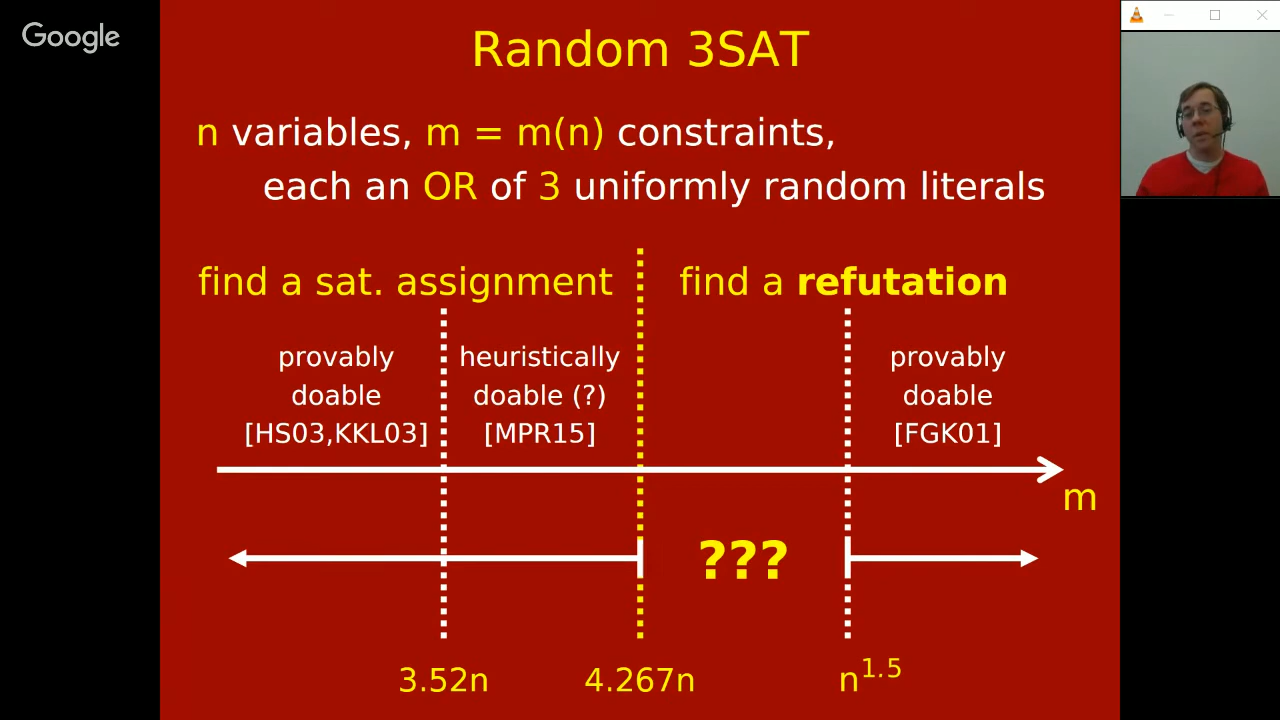 Google
Random 3SAT
n variables, m = m(n) constraints,
each an OR of 3 uniformly random literals
find a sat. assignment
find a refutation
provably
doable
[HS03,KKL03]
heuristically
doable (?)
[MPR15]
provably
doable
[FGK01]
m
???
3.52n
4.267n
n^1.5